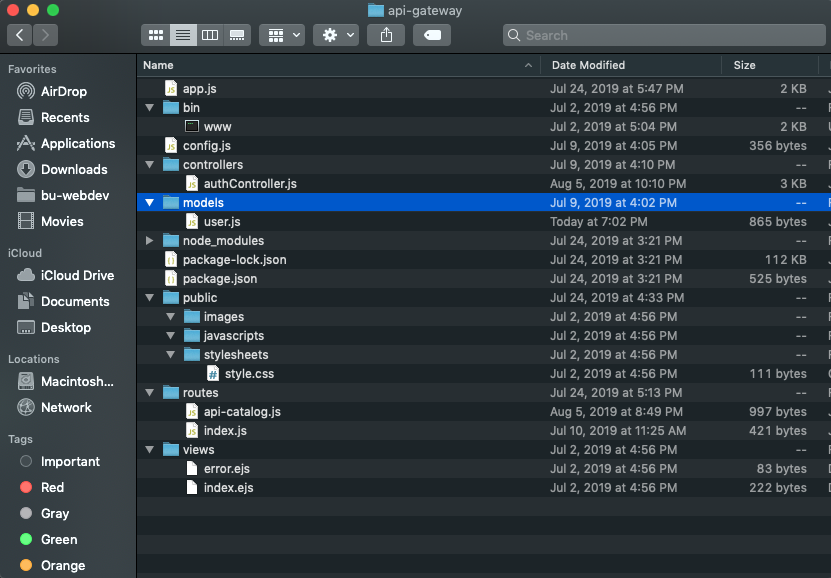 api-gateway
Search
Name Date Modified Size
Favorites
AirDrop
Recents
Applications
Downloads
bu-webdev
Movies
iCloud
iCloud Drive
Documents
Desktop
Locations
Macintosh...
Network
Tags
Important
Red
Gray
Green
Orange
app.js Jul 24, 2019 at 5:47 PM 2 KB
bin Jul 2, 2019 at 4:56 PM --
www Jul 2, 2019 at 5:04 PM 2 KB
config.js Jul 9, 2019 at 4:05 PM 356 bytes
controllers Jul 9, 2019 at 4:10 PM --
authController.js Aug 5, 2019 at 10:10 PM 3 KB
models Jul 9, 2019 at 4:02 PM --
user.js Today at 7:02 PM 865 bytes
node_modules Jul 24, 2019 at 3:21 PM --
package-lock.json Jul 24, 2019 at 3:21 PM 112 KB
package.json Jul 24, 2019 at 3:21 PM 525 bytes
public Jul 24, 2019 at 4:33 PM --
images Jul 2, 2019 at 4:56 PM --
javascripts Jul 2, 2019 at 4:56 PM --
stylesheets Jul 2, 2019 at 4:56 PM --
style.css Jul 2, 2019 at 4:56 PM 111 bytes
routes Jul 24, 2019 at 5:13 PM --
api-catalog.js Aug 5, 2019 at 8:49 PM 997 bytes
index.js Jul 10, 2019 at 11:25 AM 421 bytes
views Jul 2, 2019 at 4:56 PM --
error.ejs Jul 2, 2019 at 4:56 PM 83 bytes
index.ejs Jul 2, 2019 at 4:56 PM 222 bytes